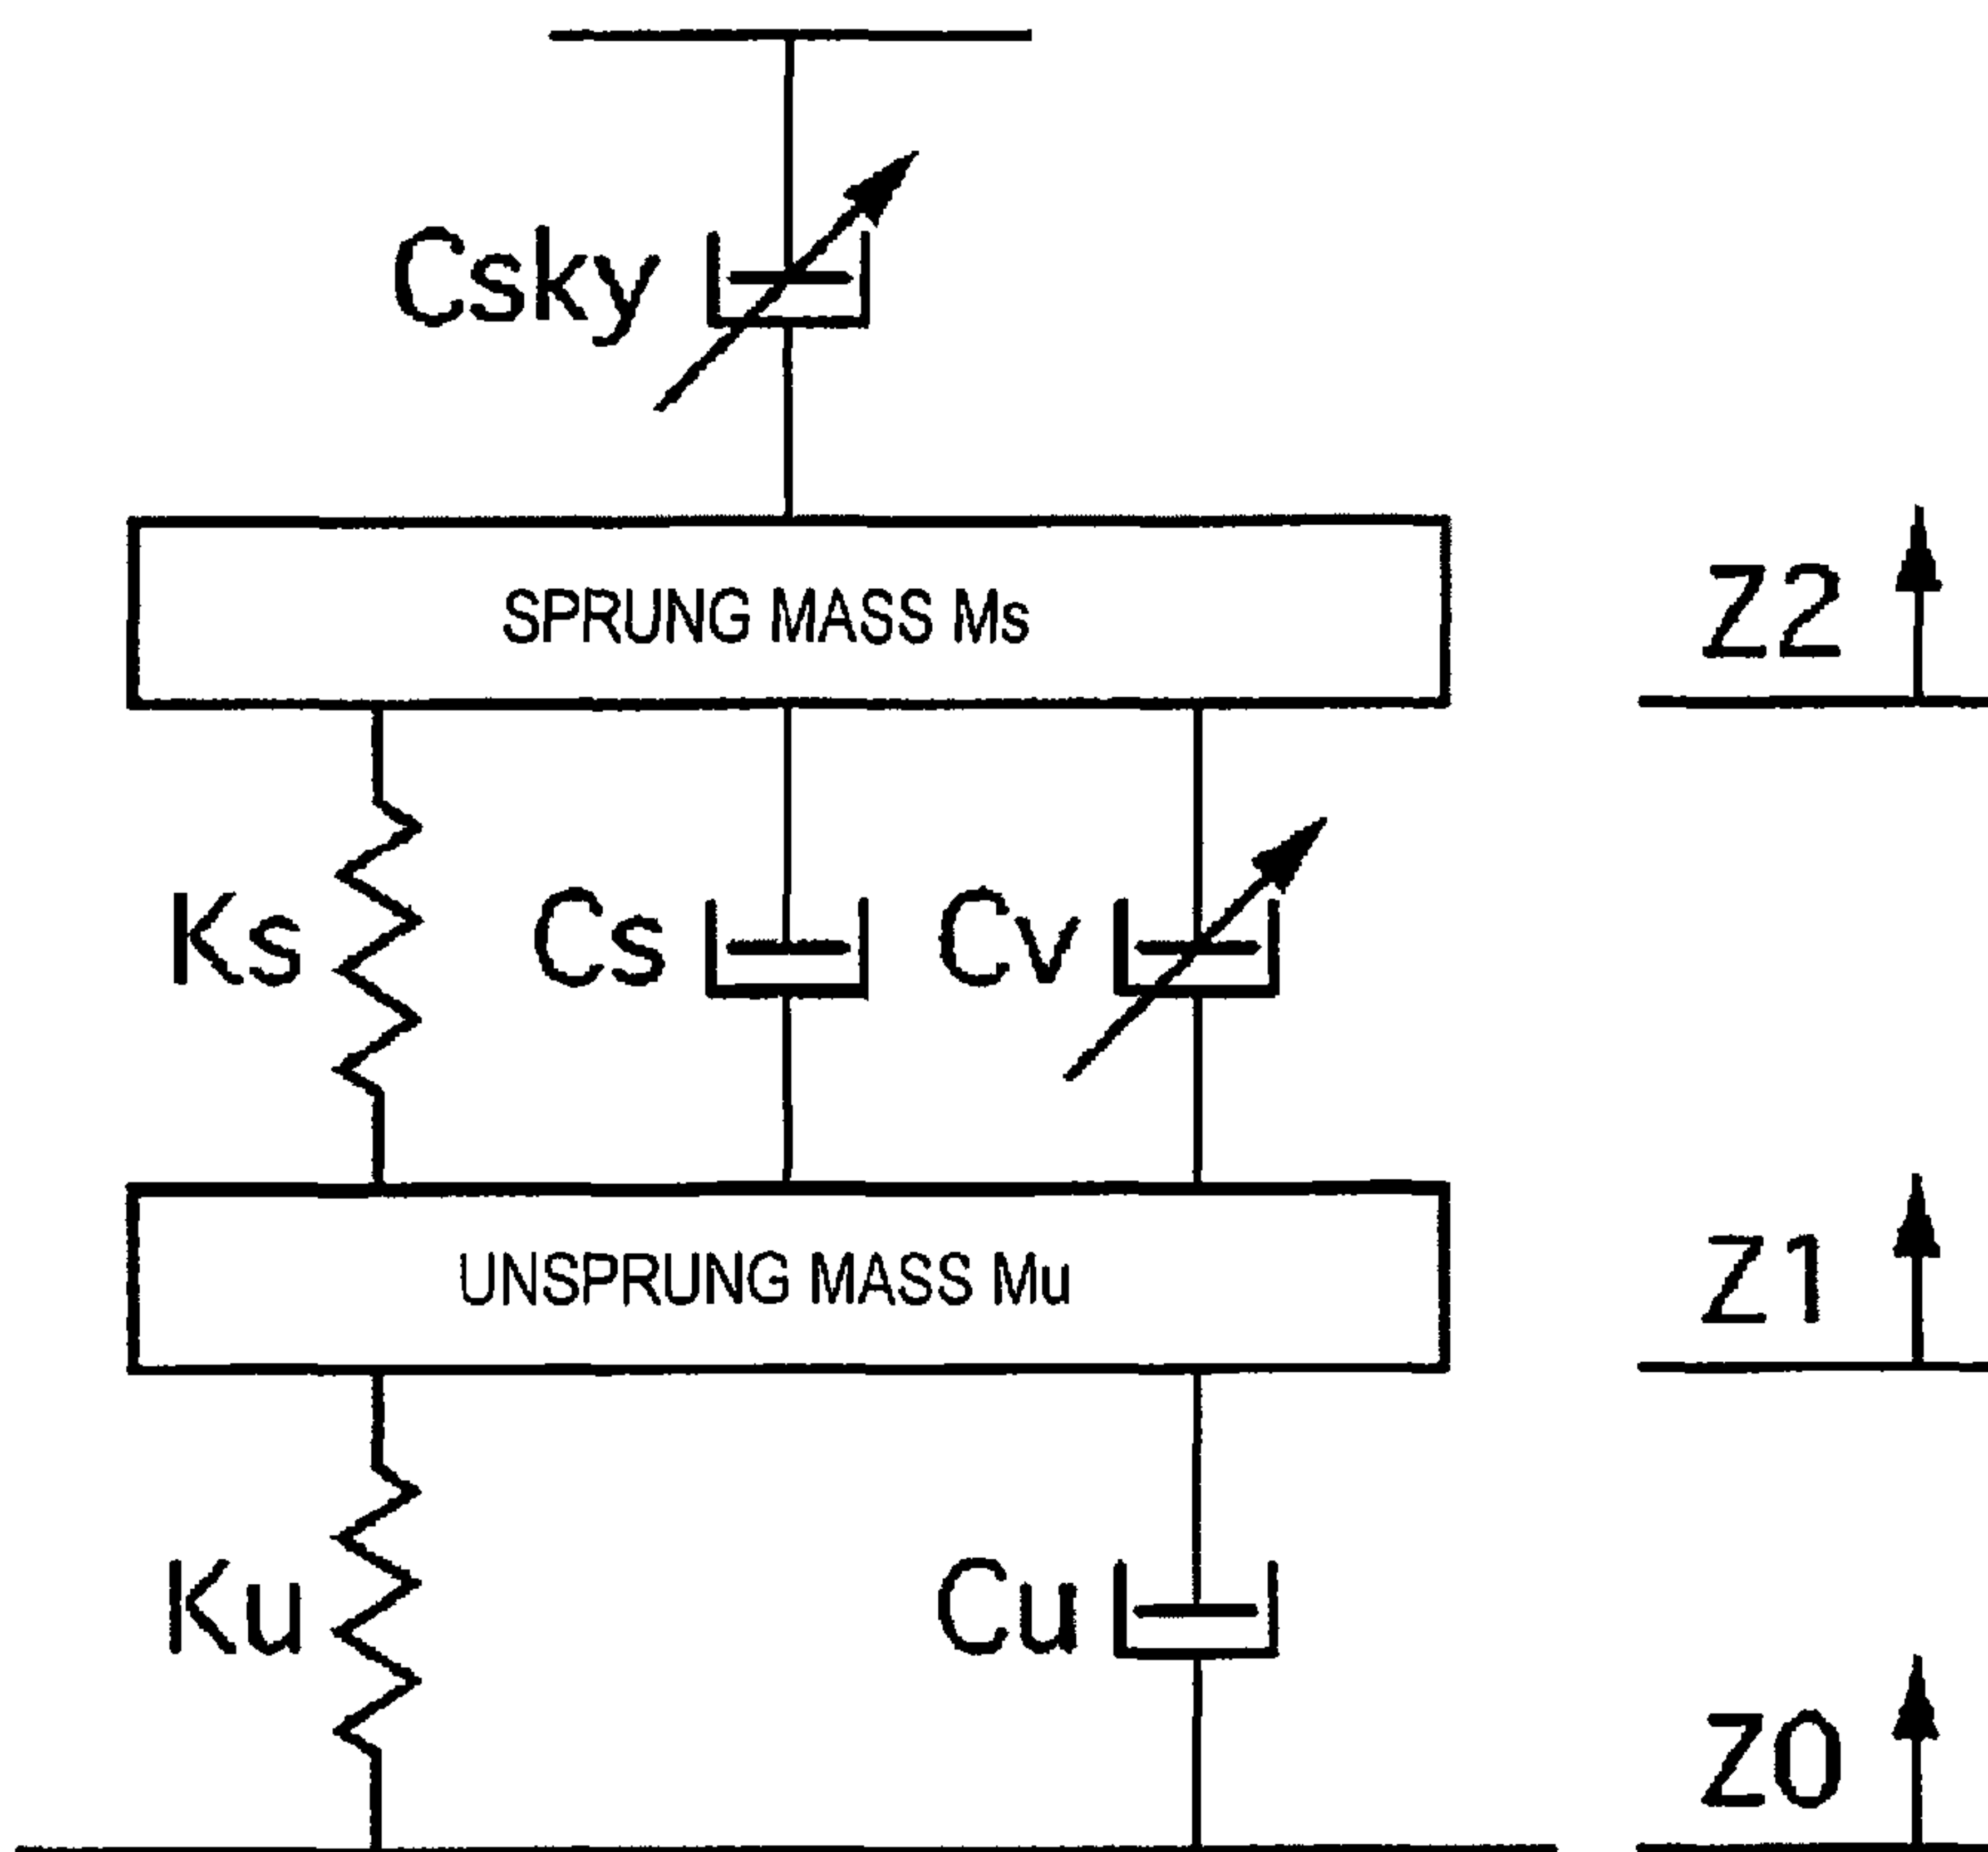 Csky
SPRUNG MASS Ms
Z2
Ks
Cs
Cv
UNSPRUNG MASS Mu
Z1
Ku
Cu
Z0